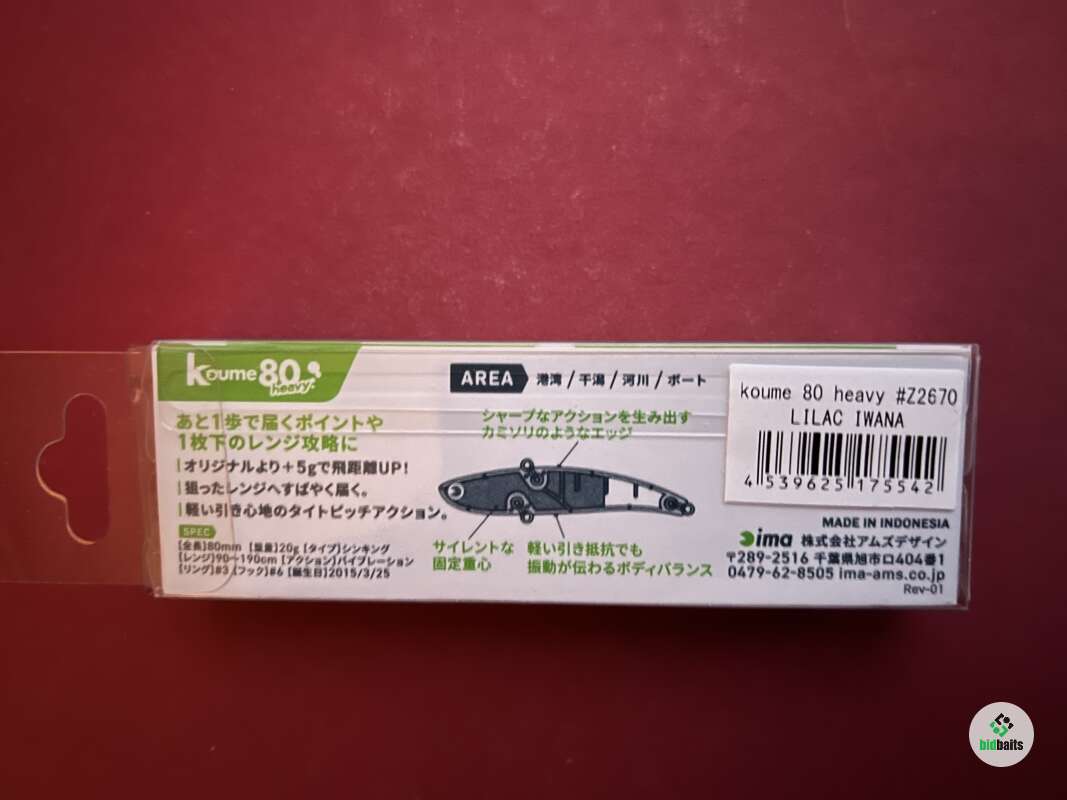 koume 80 heavy
AREA 港湾 / 干潟 / 河川 / ボート
あと1歩で届くポイントや
1枚下のレンジ攻略に
オリジナルより+5gで飛距離UP!
狙ったレンジへすばやく届く。
軽い引き心地のタイトピッチアクション。
SPEC
[全長]80mm [重量]20g [タイプ]シンキング
[レンジ]90~190cm [アクション]バイブレーション
[リング]#3 [フック]#6 [誕生日]2015/3/25
シャープなアクションを生み出す
カミソリのようなエッジ
サイレントな
固定重心
軽い引き抵抗でも
振動が伝わるボディバランス
koume 80 heavy #Z2670
LILAC IWANA
4 539625 175542
MADE IN INDONESIA
ima 株式会社アムズデザイン
〒289-2516 千葉県旭市ロ404番1
0479-62-8505 ima-ams.co.jp
Rev-01
bidbaits